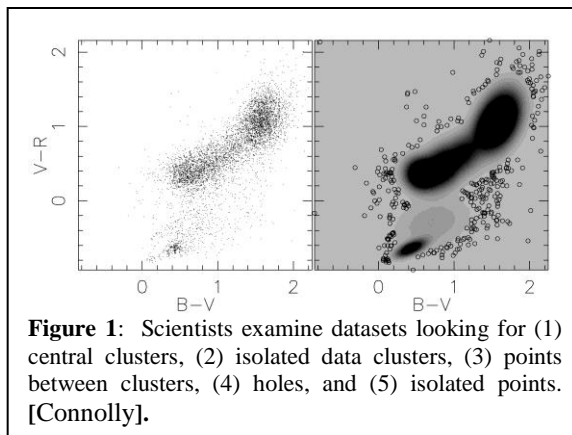 2
1
0
V−R
0
1
2
B−V
0
1
2
B−V
Figure 1: Scientists examine datasets looking for (1)
central clusters, (2) isolated data clusters, (3) points
between clusters, (4) holes, and (5) isolated points.
[Connolly].